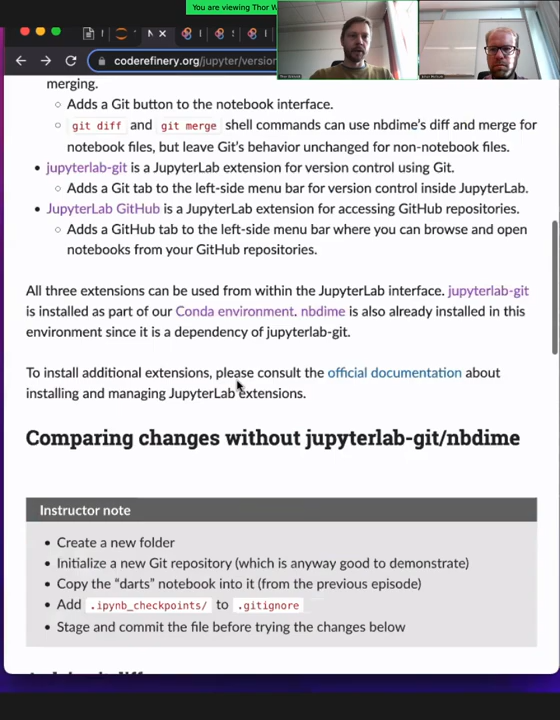 You are viewing Thor W
coderefinery.org/jupyter/version
merging.
Adds a Git button to the notebook interface.
git diff and git merge shell commands can use nbdime's diff and merge for
notebook files, but leave Git's behavior unchanged for non-notebook files.
jupyterlab-git is a JupyterLab extension for version control using Git.
Adds a Git tab to the left-side menu bar for version control inside JupyterLab.
JupyterLab GitHub is a JupyterLab extension for accessing GitHub repositories.
Adds a GitHub tab to the left-side menu bar where you can browse and open
notebooks from your GitHub repositories.
All three extensions can be used from within the JupyterLab interface. jupyterlab-git
is installed as part of our Conda environment. nbdime is also already installed in this
environment since it is a dependency of jupyterlab-git.
To install additional extensions, please consult the official documentation about
installing and managing JupyterLab extensions.
Comparing changes without jupyterlab-git/nbdime
Instructor note
Create a new folder
Initialize a new Git repository (which is anyway good to demonstrate)
Copy the “darts” notebook into it (from the previous episode)
Add .ipynb_checkpoints/ to .gitignore
Stage and commit the file before trying the changes below